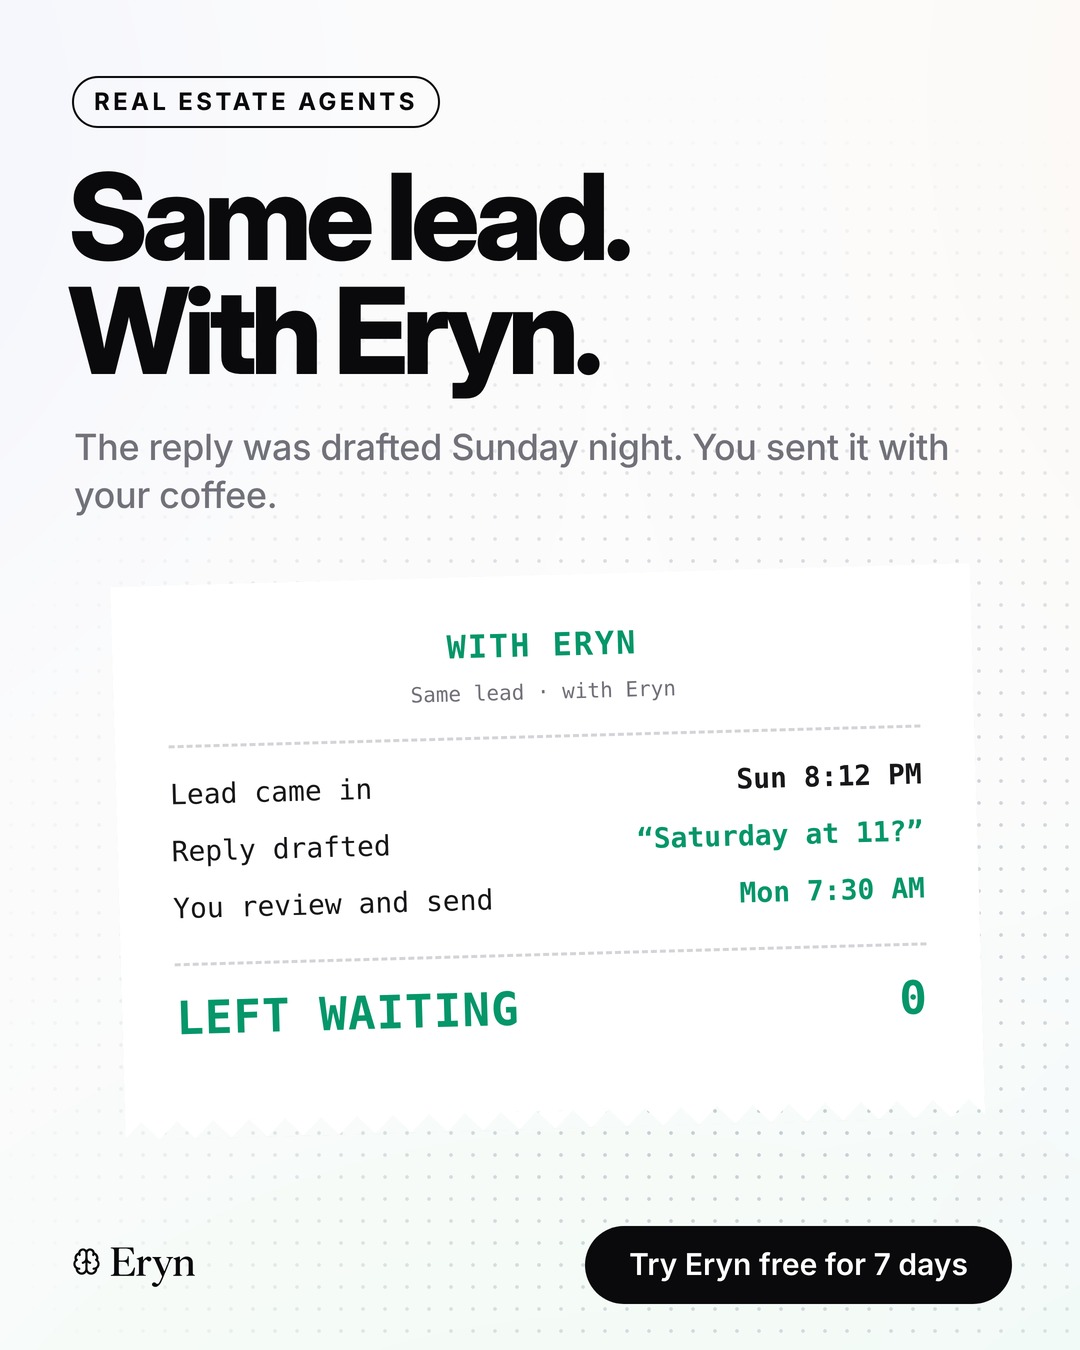 REAL ESTATE AGENTS
Same lead.
With Eryn.
The reply was drafted Sunday night. You sent it with
your coffee.
WITH ERYN
Same lead · with Eryn
Lead came in Sun 8:12 PM
Reply drafted “Saturday at 11?”
You review and send Mon 7:30 AM
LEFT WAITING 0
Eryn
Try Eryn free for 7 days